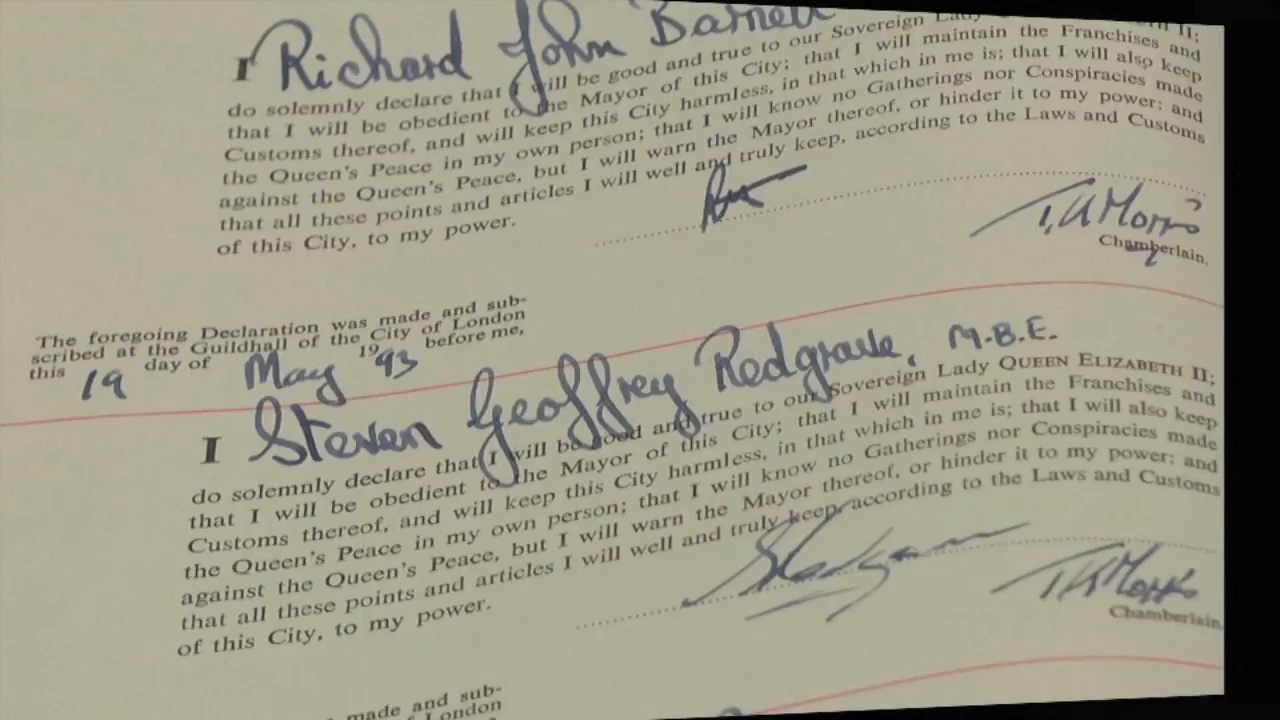 I Richard John Barnett
do solemnly declare that I will be good and true to our Sovereign Lady II;
that I will be obedient to the Mayor of this City; that I will maintain the Franchises and
Customs thereof, and will keep this City harmless, in that which in me is; that I will also keep
the Queen's Peace in my own person; that I will know no Gatherings nor Conspiracies made
against the Queen's Peace, but I will warn the Mayor thereof, or hinder it to my power; and
that all these points and articles I will well and truly keep, according to the Laws and Customs
of this City, to my power.
Chamberlain.
The foregoing Declaration was made and sub-
scribed at the Guildhall of the City of London
this 19 day of May 1993 before me,
I Steven Geoffrey Redgrave, M.B.E.
do solemnly declare that I will be good and true to our Sovereign Lady QUEEN ELIZABETH II;
that I will be obedient to the Mayor of this City; that I will maintain the Franchises and
Customs thereof, and will keep this City harmless, in that which in me is; that I will also keep
the Queen's Peace in my own person; that I will know no Gatherings nor Conspiracies made
against the Queen's Peace, but I will warn the Mayor thereof, or hinder it to my power; and
that all these points and articles I will well and truly keep, according to the Laws and Customs
of this City, to my power.
Chamberlain.
made and sub-
of London